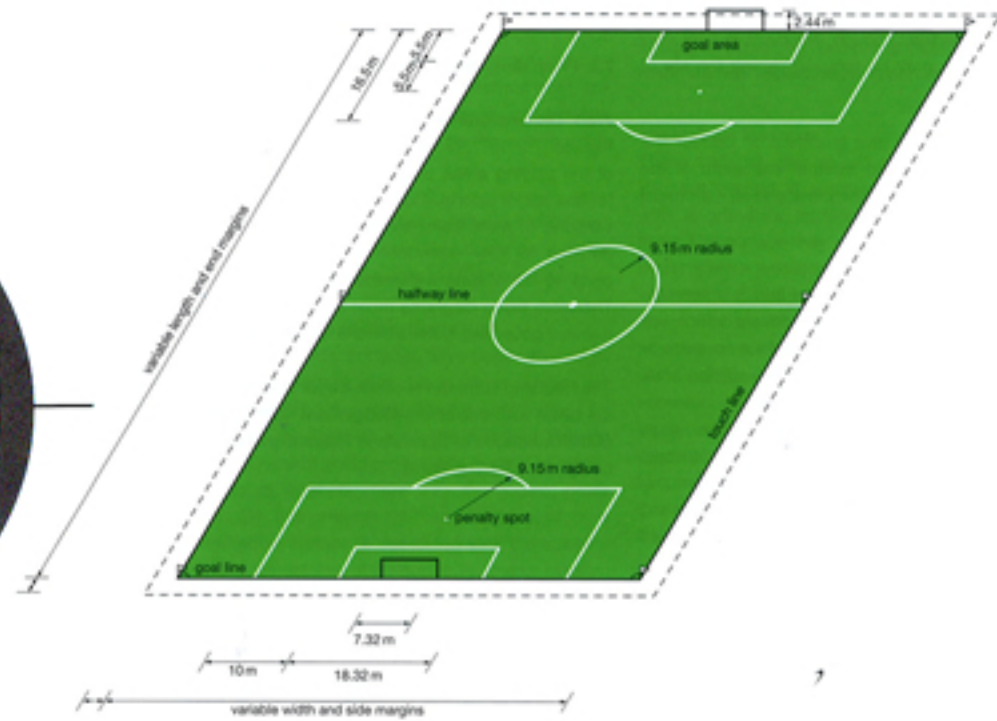 2.44m
goal area
5.5m
5.5m
16.5m
9.15m radius
halfway line
variable length and end margins
touch line
9.15m radius
penalty spot
goal line
7.32m
10m
18.32m
variable width and side margins